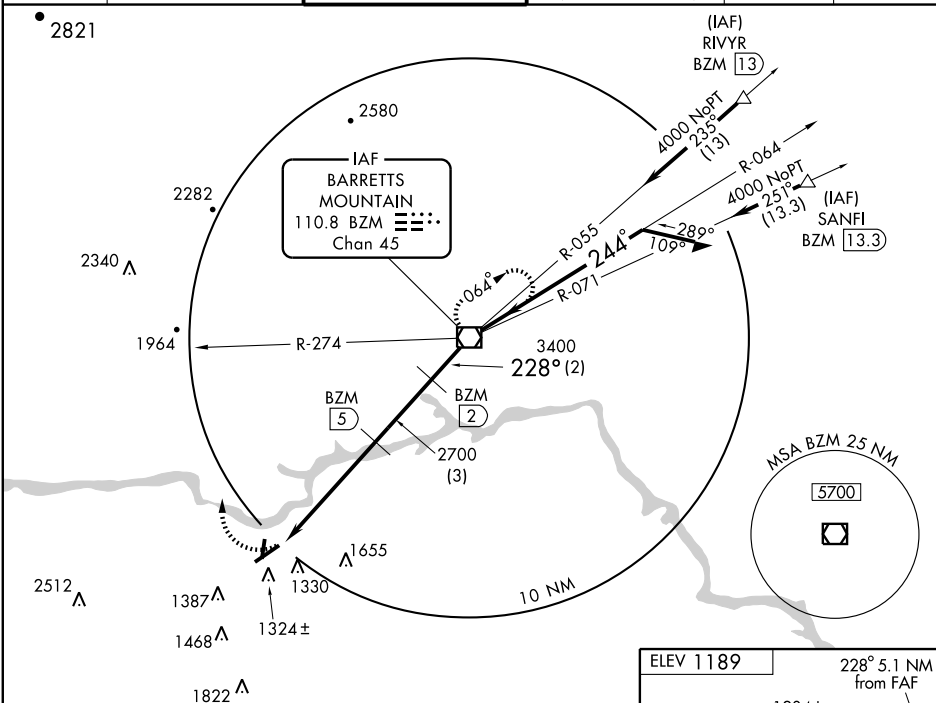 2821
(IAF)
RIVYR
BZM 13
2580
4000 NoPT
235°
(13)
R-064
IAF
BARRETTS
MOUNTAIN
110.8 BZM
Chan 45
4000 NoPT
251°
(13.3)
(IAF)
SANFI
BZM 13.3
2282
R-055
289°
109°
244°
2340
064°
R-071
1964
R-274
3400
228° (2)
BZM
5
BZM
2
2700
(3)
MSA BZM 25 NM
5700
1655
1330
2512
1387
10 NM
1324±
1468
1822
ELEV 1189
228° 5.1 NM
from FAF